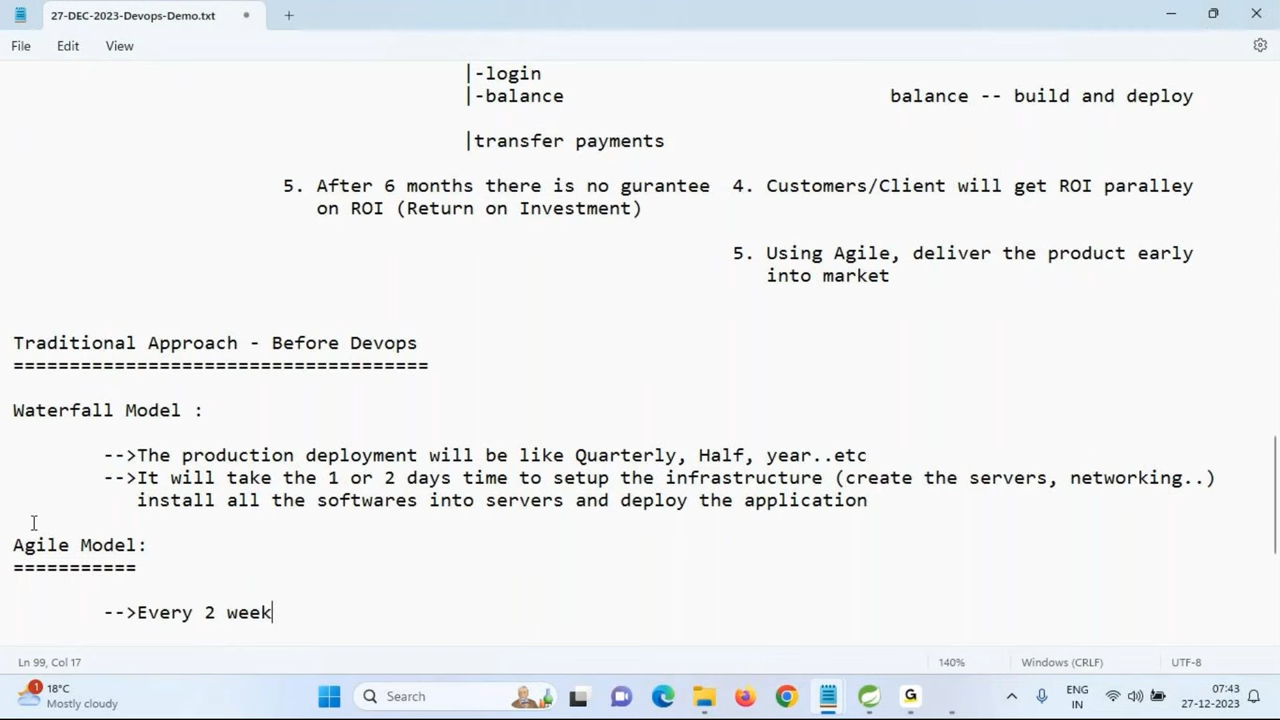 27-DEC-2023-Devops-Demo.txt
File Edit View
|-login
|-balance balance -- build and deploy
|transfer payments
5. After 6 months there is no gurantee 4. Customers/Client will get ROI paralley
on ROI (Return on Investment)
5. Using Agile, deliver the product early
into market
Traditional Approach - Before Devops
=====================================
Waterfall Model :
-->The production deployment will be like Quarterly, Half, year..etc
-->It will take the 1 or 2 days time to setup the infrastructure (create the servers, networking..)
install all the softwares into servers and deploy the application
Agile Model:
===========
-->Every 2 week
Ln 99, Col 17 140% Windows (CRLF) UTF-8
1 18°C
Mostly cloudy
Search
G
ENG
IN
07:43
27-12-2023